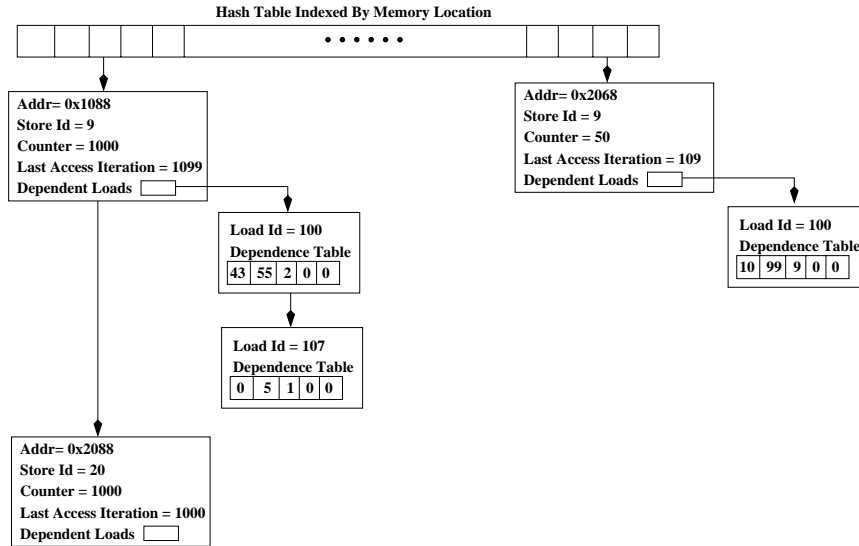 Hash Table Indexed By Memory Location
Addr= 0x1088
Store Id = 9
Counter = 1000
Last Access Iteration = 1099
Dependent Loads
Load Id = 100
Dependence Table
43 55 2 0 0
Load Id = 107
Dependence Table
0 5 1 0 0
Addr= 0x2088
Store Id = 20
Counter = 1000
Last Access Iteration = 1000
Dependent Loads
Addr= 0x2068
Store Id = 9
Counter = 50
Last Access Iteration = 109
Dependent Loads
Load Id = 100
Dependence Table
10 99 9 0 0